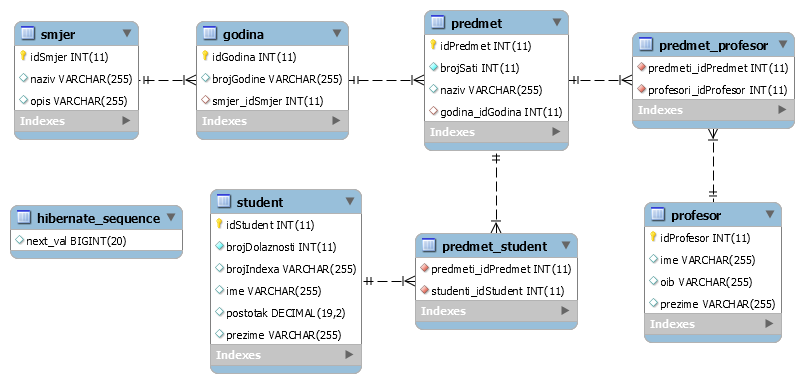 smjer
idSmjer INT(11)
naziv VARCHAR(255)
opis VARCHAR(255)
Indexes
godina
idGodina INT(11)
brojGodine VARCHAR(255)
smjer_idSmjer INT(11)
Indexes
predmet
idPredmet INT(11)
brojSati INT(11)
naziv VARCHAR(255)
godina_idGodina INT(11)
Indexes
predmet_profesor
predmeti_idPredmet INT(11)
profesori_idProfesor INT(11)
Indexes
hibernate_sequence
next_val BIGINT(20)
student
idStudent INT(11)
brojDolaznosti INT(11)
brojIndexa VARCHAR(255)
ime VARCHAR(255)
postotak DECIMAL(19,2)
prezime VARCHAR(255)
Indexes
predmet_student
predmeti_idPredmet INT(11)
studenti_idStudent INT(11)
Indexes
profesor
idProfesor INT(11)
ime VARCHAR(255)
oib VARCHAR(255)
prezime VARCHAR(255)
Indexes